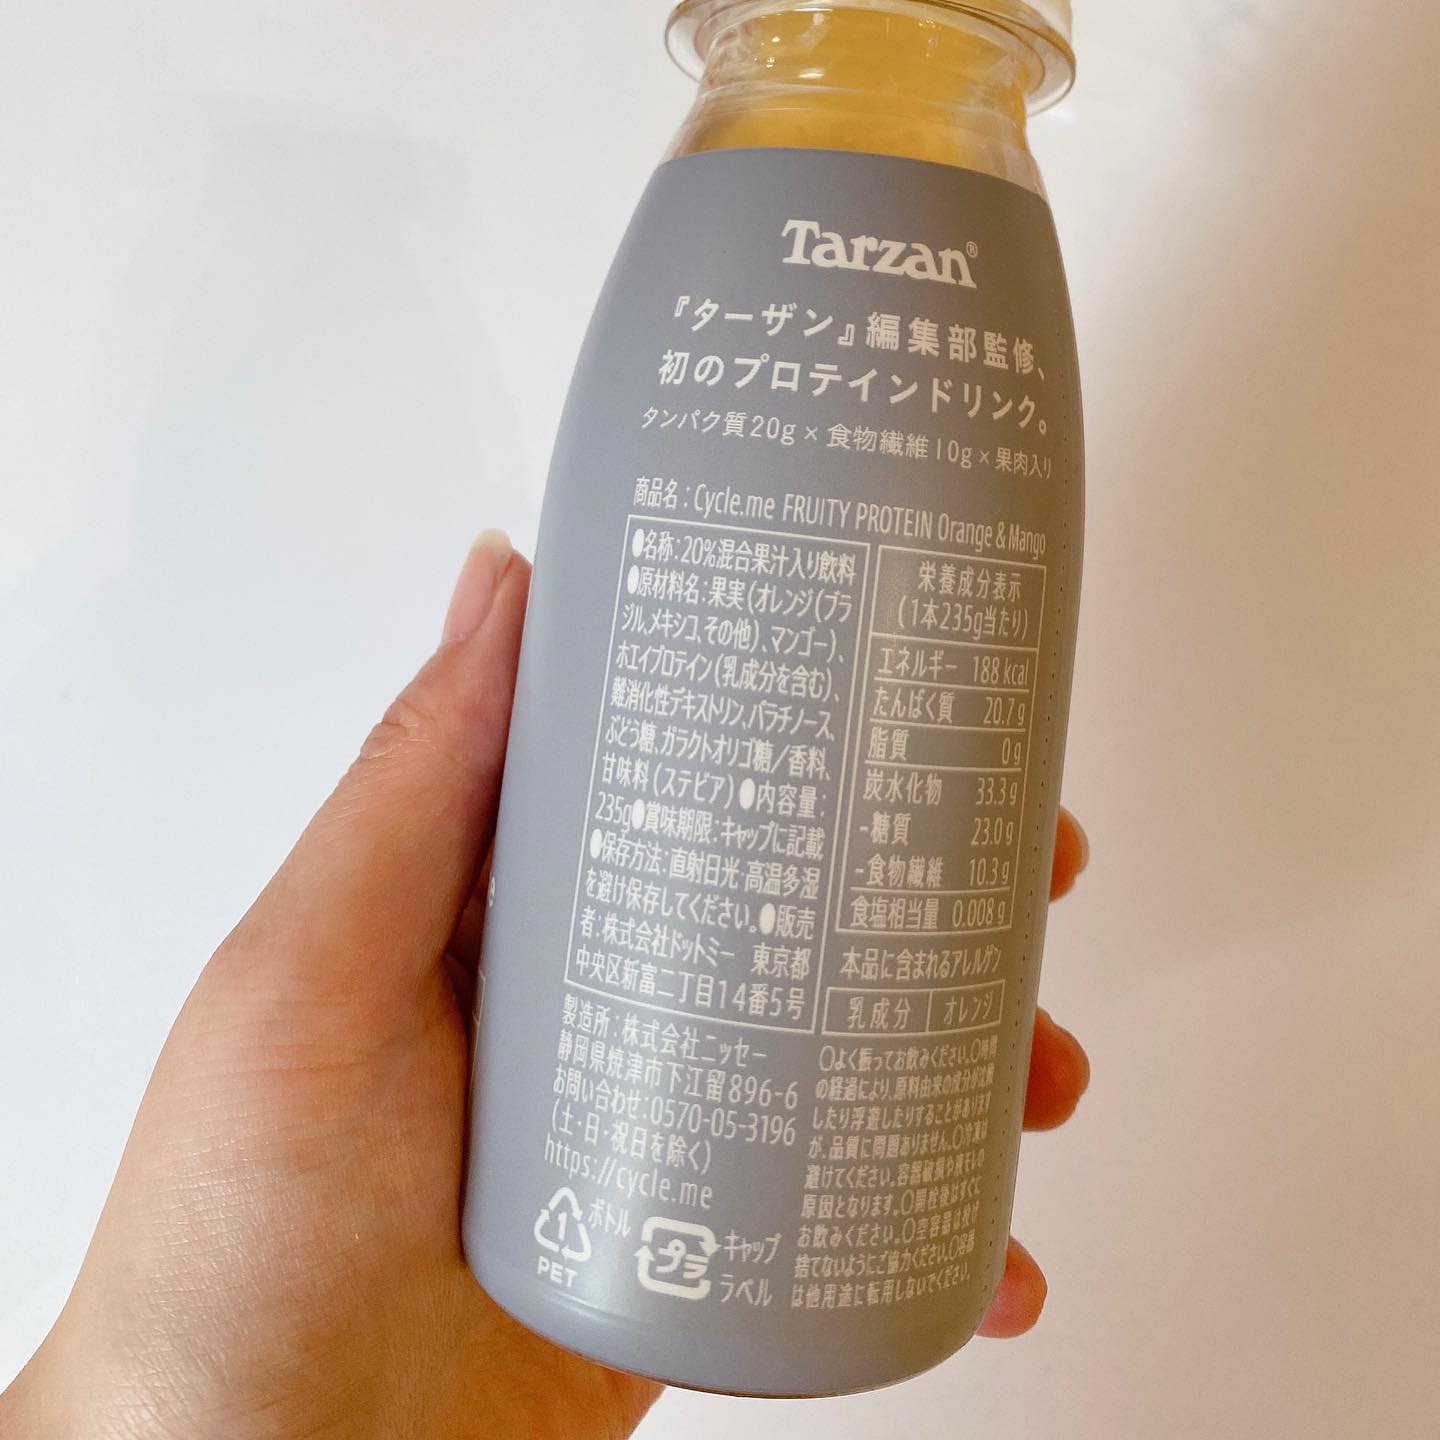 Tarzan®
『ターザン』編集部監修、
初のプロテインドリンク。
タンパク質20g×食物繊維10g×果肉入り
商品名：Cycle.me FRUITY PROTEIN Orange & Mango
●名称：20%混合果汁入り飲料
●原材料名：果実（オレンジ（ブラ
ジル、メキシコ、その他）、マンゴー）、
ホエイプロテイン（乳成分を含む）、
難消化性デキストリン、パラチノース、
ぶどう糖、ガラクトオリゴ糖／香料、
甘味料（ステビア）●内容量：
235g●賞味期限：キャップに記載
●保存方法：直射日光・高温多湿
を避け保存してください。●販売
者：株式会社ドットミー 東京都
中央区新富二丁目14番5号
製造所：株式会社ニッセー
静岡県焼津市下江留896-6
お問い合わせ：0570-05-3196
（土・日・祝日を除く）
https://cycle.me
栄養成分表示
（1本235g当たり）
エネルギー 188 kcal
たんぱく質 20.7 g
脂質 0 g
炭水化物 33.3 g
-糖質 23.0 g
-食物繊維 10.3 g
食塩相当量 0.008 g
本品に含まれるアレルゲン
乳成分 オレンジ
〇よく振ってお飲みください。〇時間
の経過により、原料由来の成分が沈殿
したり浮遊したりすることがあります
が、品質に問題ありません。〇冷凍は
避けてください。容器破損や液モレの
原因となります。〇開栓後はすぐに
お飲みください。〇空容器は投げ
捨てないようにご協力ください。〇容器
は他用途に転用しないでください。
1
ボトル
PET
プラ
キャップ
ラベル
e